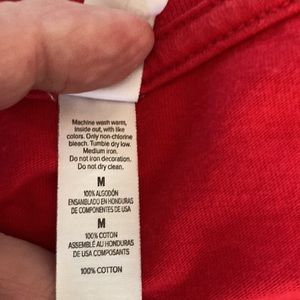 Machine wash warm,
inside out, with like
colors. Only non-chlorine
bleach. Tumble dry low.
Medium iron.
Do not iron decoration.
Do not dry clean.
M
100% ALGODÓN
ENSAMBLADO EN HONDURAS
DE COMPONENTES DE USA
M
100% COTON
ASSEMBLÉ AU HONDURAS
DE USA COMPOSANTS
100% COTTON